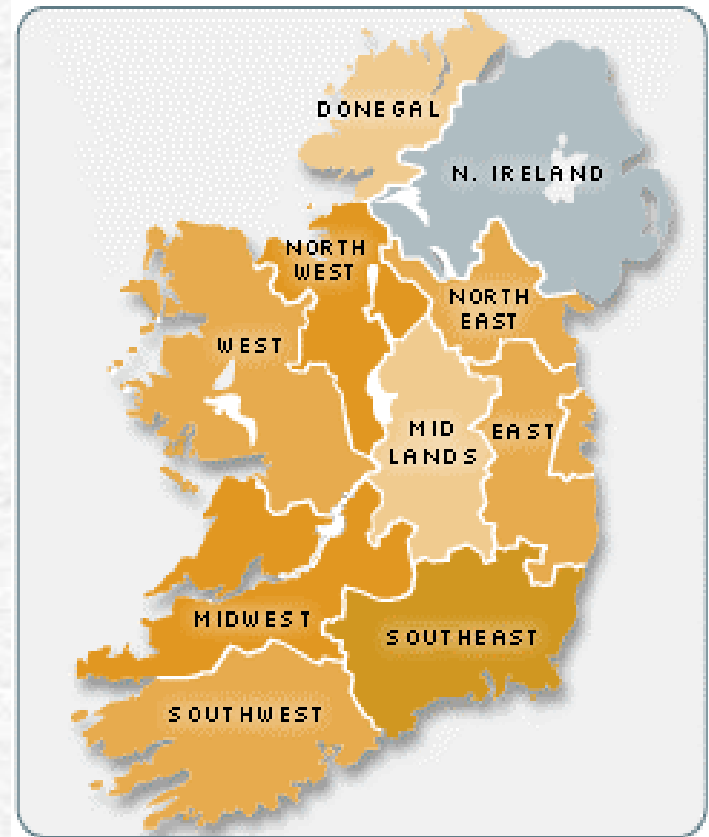 DONEGAL
N. IRELAND
NORTH
WEST
NORTH
EAST
WEST
MID
LANDS
EAST
MIDWEST
SOUTHEAST
SOUTHWEST